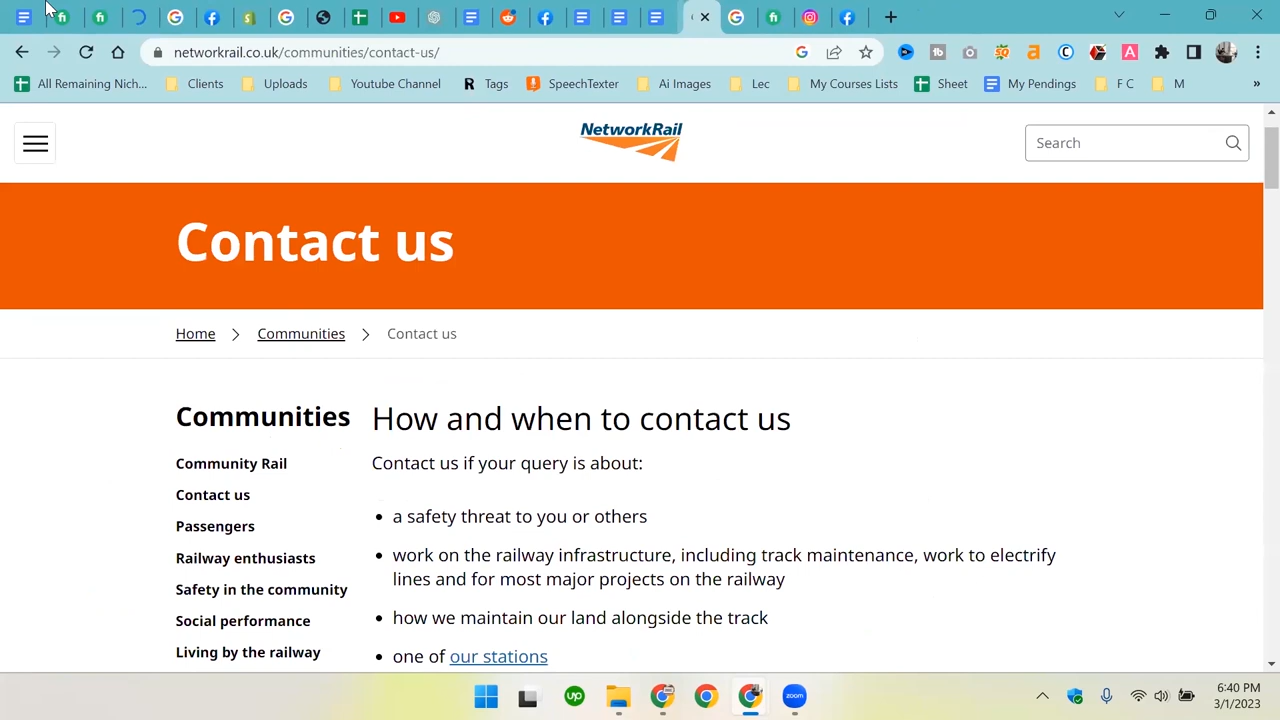 networkrail.co.uk/communities/contact-us/
All Remaining Nich...
Clients
Uploads
Youtube Channel
Tags
SpeechTexter
Ai Images
Lec
My Courses Lists
Sheet
My Pendings
F C
M
»
NetworkRail
Search
Contact us
Home
Communities
Contact us
Communities
Community Rail
Contact us
Passengers
Railway enthusiasts
Safety in the community
Social performance
Living by the railway
How and when to contact us
Contact us if your query is about:
• a safety threat to you or others
• work on the railway infrastructure, including track maintenance, work to electrify
lines and for most major projects on the railway
• how we maintain our land alongside the track
• one of our stations
up
zoom
6:40 PM
3/1/2023